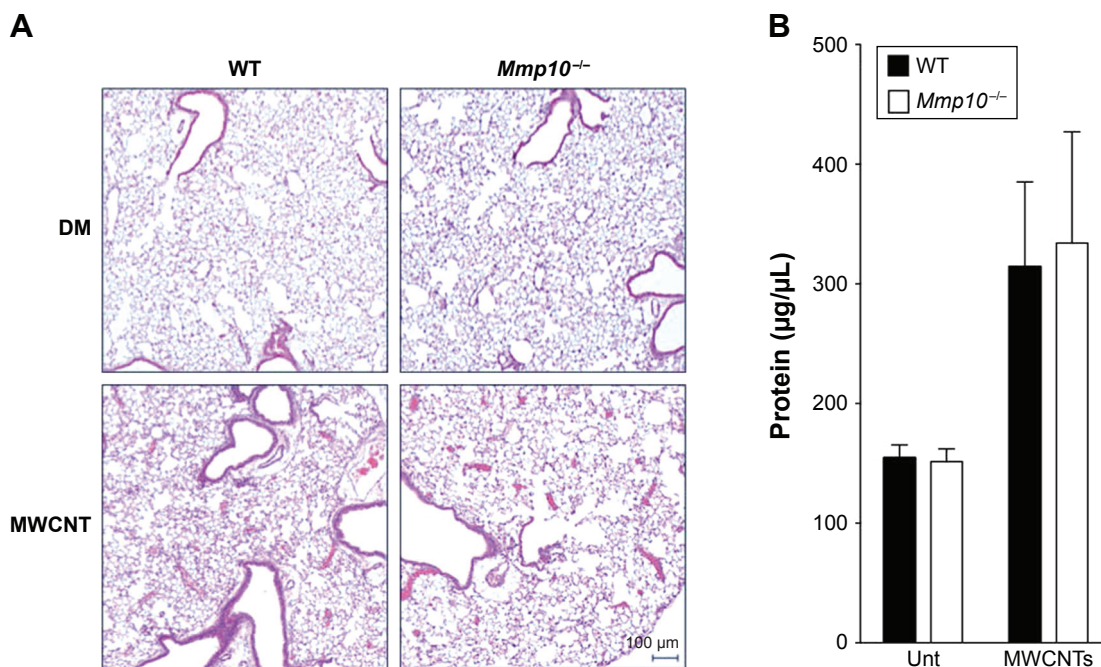 A
WT
Mmp10–/–
DM
MWCNT
100 µm
B
500
400
300
200
100
0
Protein (µg/µL)
WT
Mmp10–/–
Unt
MWCNTs